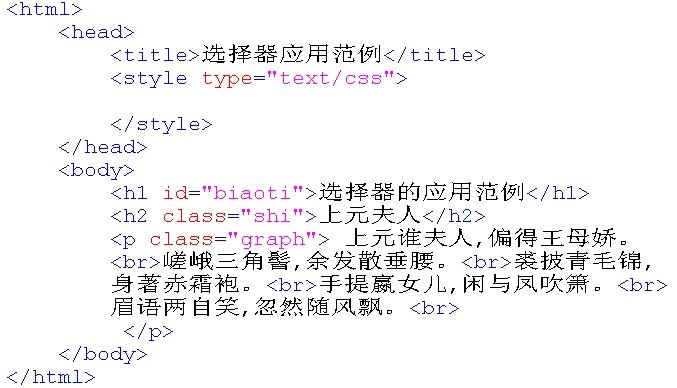 <html>
<head>
<title>选择器应用范例</title>
<style type="text/css">
</style>
</head>
<body>
<h1 id="biaoti">选择器的应用范例</h1>
<h2 class="shi">上元夫人</h2>
<p class="graph"> 上元谁夫人,偏得王母娇。
<br>嵯峨三角髻,余发散垂腰。<br>裘披青毛锦,
身著赤霜袍。<br>手提嬴女儿,闲与凤吹箫。<br>
眉语两自笑,忽然随风飘。<br>
</p>
</body>
</html>